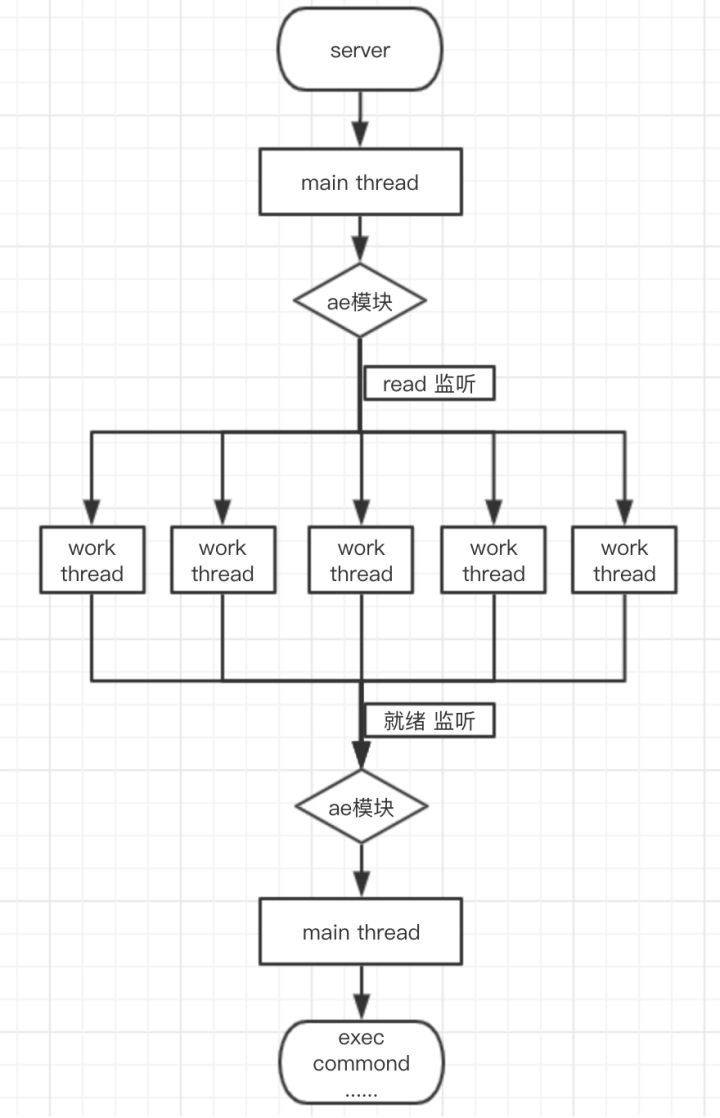 server
main thread
ae模块
read 监听
work
thread
work
thread
work
thread
work
thread
work
thread
就绪 监听
ae模块
main thread
exec
commond
......